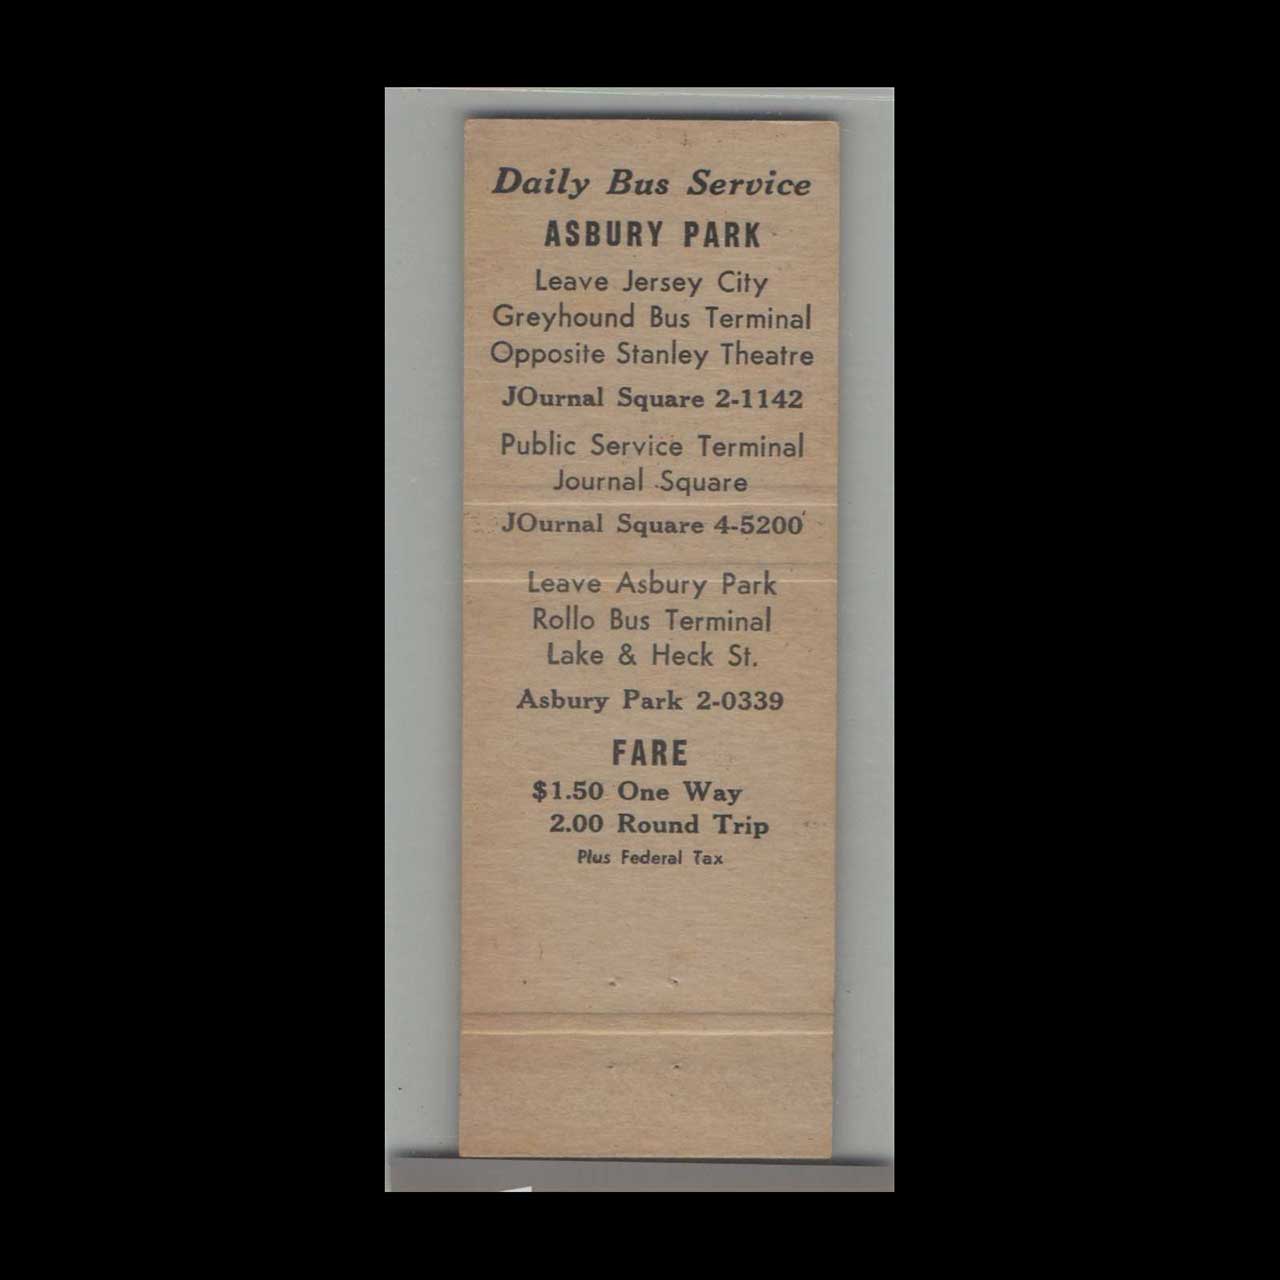 Daily Bus Service
ASBURY PARK
Leave Jersey City
Greyhound Bus Terminal
Opposite Stanley Theatre
JOurnal Square 2-1142
Public Service Terminal
Journal Square
JOurnal Square 4-5200
Leave Asbury Park
Rollo Bus Terminal
Lake & Heck St.
Asbury Park 2-0339
FARE
$1.50 One Way
2.00 Round Trip
Plus Federal Tax